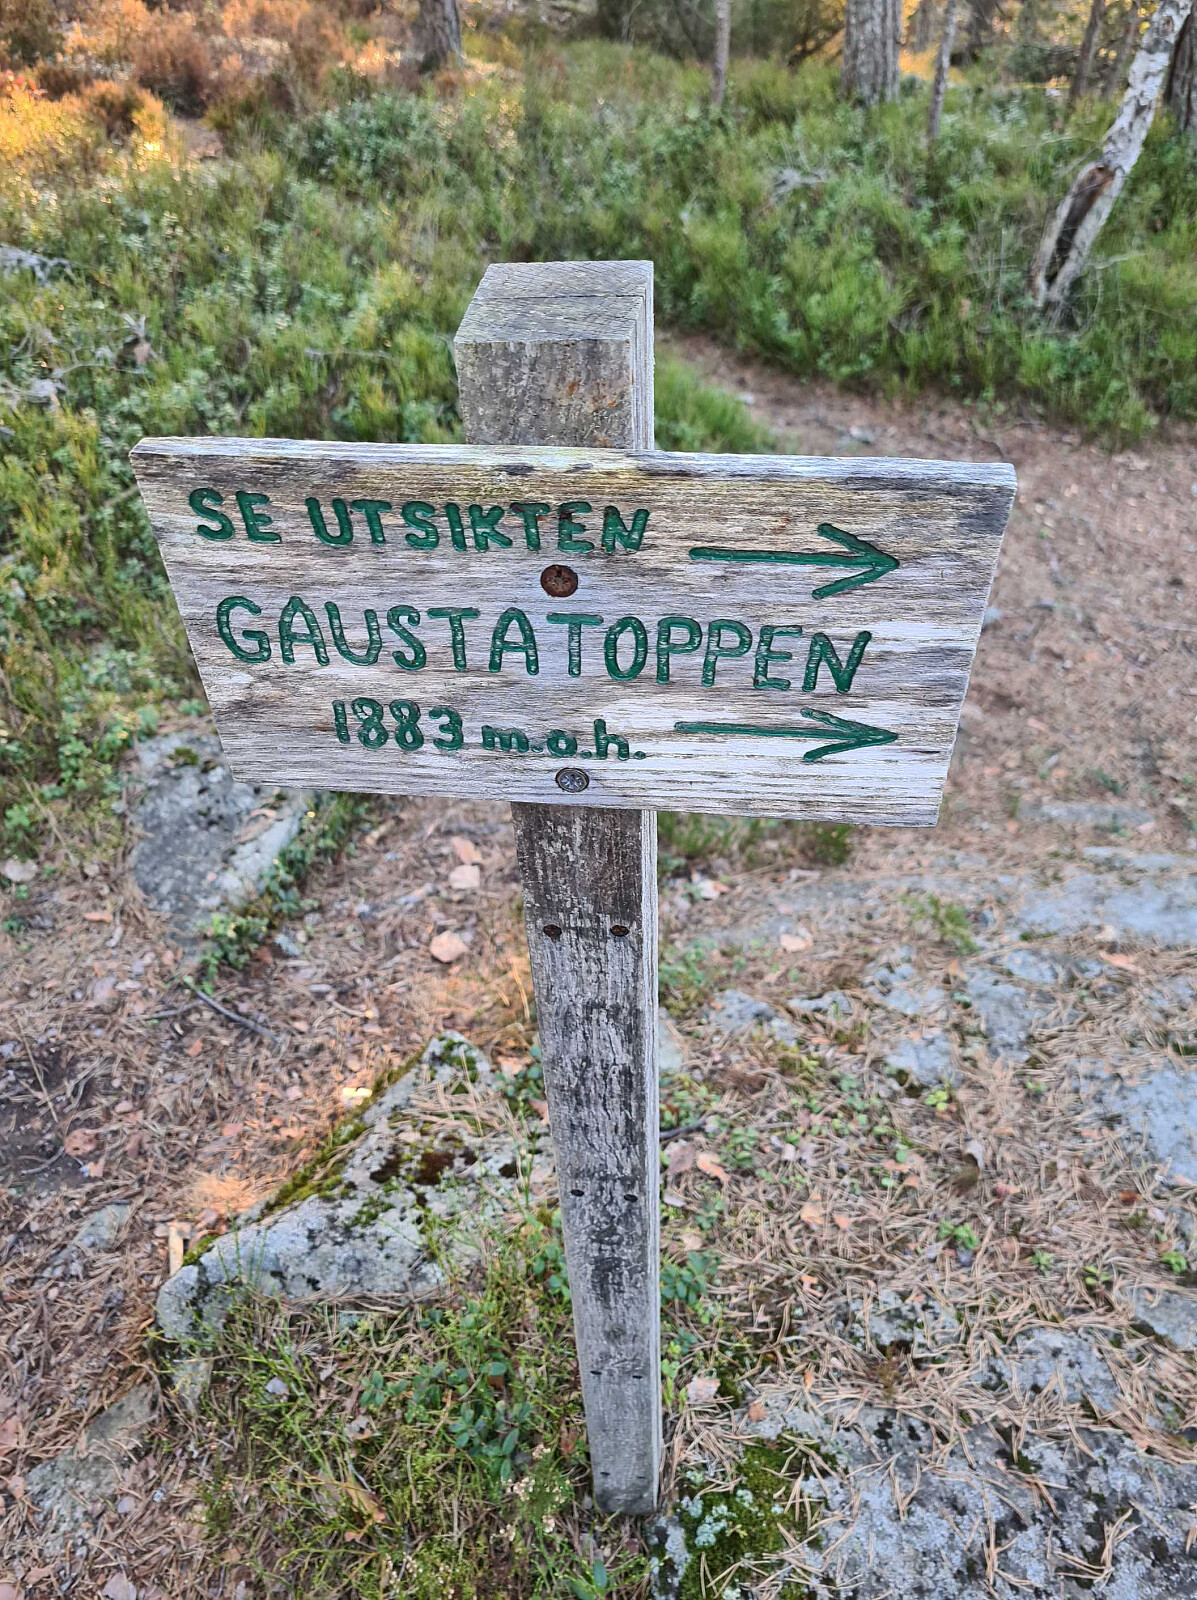 SE UTSIKTEN
GAUSTATOPPEN
1883 m.o.h.